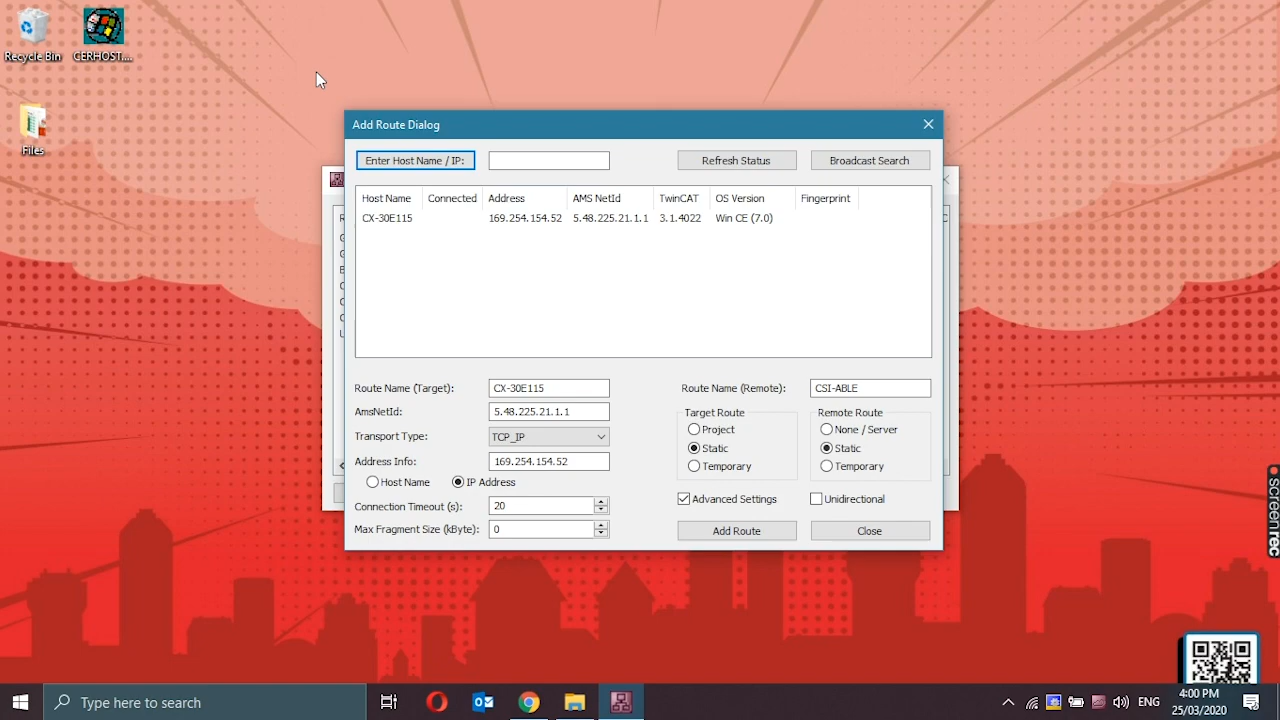 Recycle Bin
CERHOST....
Files
Add Route Dialog
Enter Host Name / IP:
Refresh Status
Broadcast Search
Host Name Connected Address AMS NetId TwinCAT OS Version Fingerprint
CX-30E115 169.254.154.52 5.48.225.21.1.1 3.1.4022 Win CE (7.0)
Route Name (Target): CX-30E115
Route Name (Remote): CSI-ABLE
AmsNetId: 5.48.225.21.1.1
Target Route
Remote Route
Transport Type: TCP_IP
Project
None / Server
Static
Static
Address Info: 169.254.154.52
Temporary
Temporary
Host Name
IP Address
Advanced Settings
Unidirectional
Connection Timeout (s): 20
Max Fragment Size (kByte): 0
Add Route
Close
screenrec
Type here to search
ENG
4:00 PM
25/03/2020